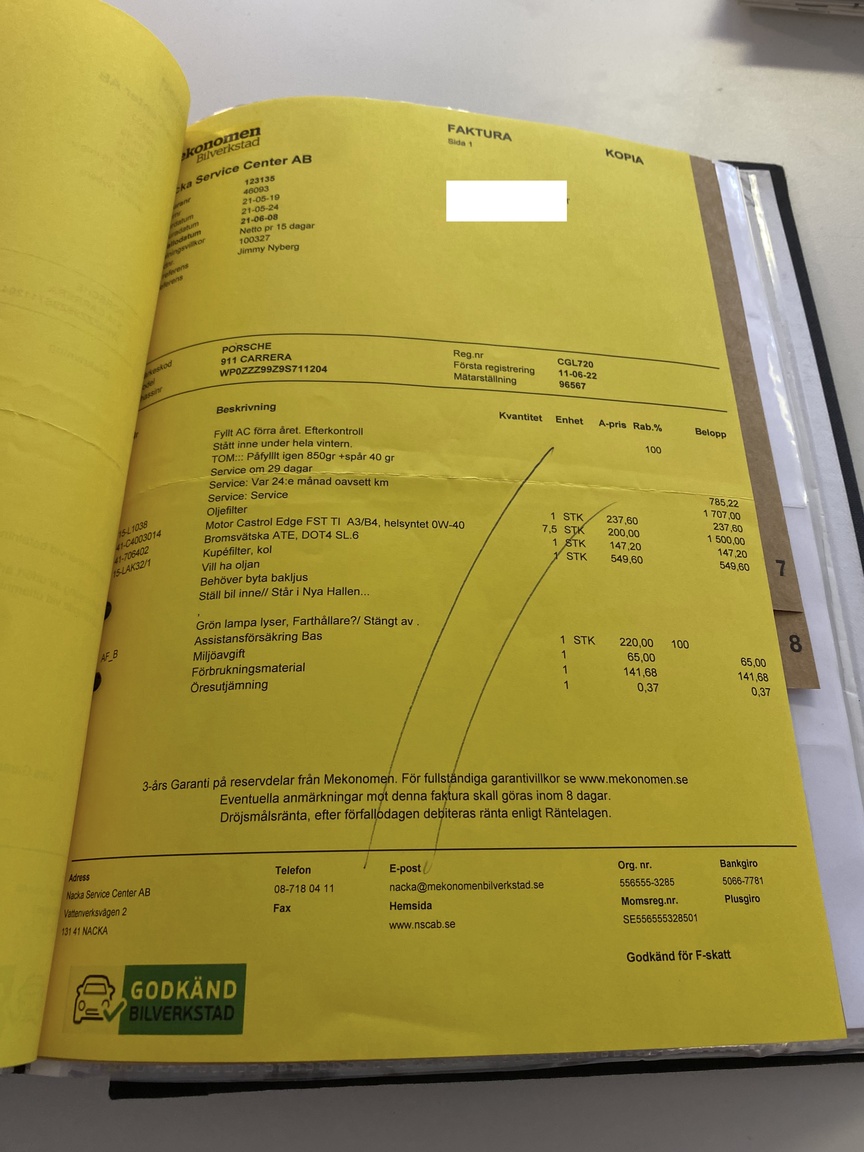 ekonomen
Bilverkstad
FAKTURA
Sida 1
KOPIA
cka Service Center AB
123135
46093
21-05-19
21-05-24
21-06-08
Netto pr 15 dagar
100327
Jimmy Nyberg
PORSCHE
911 CARRERA
WP0ZZZ99Z9S711204
Reg.nr CGL720
Första registrering 11-06-22
Mätarställning 96567
Beskrivning Kvantitet Enhet A-pris Rab.% Belopp
Fyllt AC förra året. Efterkontroll 100
Stått inne under hela vintern.
TOM::: Påfylllt igen 850gr +spår 40 gr
Service om 29 dagar
Service: Var 24:e månad oavsett km 785,22
Service: Service 1 707,00
15-L1038 Oljefilter 1 STK 237,60 237,60
41-C4003014 Motor Castrol Edge FST TI A3/B4, helsyntet 0W-40 7,5 STK 200,00 1 500,00
41-706402 Bromsvätska ATE, DOT4 SL.6 1 STK 147,20 147,20
15-LAK32/1 Kupéfilter, kol 1 STK 549,60 549,60
Vill ha oljan
Behöver byta bakljus
Ställ bil inne// Står i Nya Hallen...
.
Grön lampa lyser, Farthållare?/ Stängt av .
AF_B Assistansförsäkring Bas 1 STK 220,00 100
Miljöavgift 1 65,00 65,00
Förbrukningsmaterial 1 141,68 141,68
Öresutjämning 1 0,37 0,37
7
8
3-års Garanti på reservdelar från Mekonomen. För fullständiga garantivillkor se www.mekonomen.se
Eventuella anmärkningar mot denna faktura skall göras inom 8 dagar.
Dröjsmålsränta, efter förfallodagen debiteras ränta enligt Räntelagen.
Adress
Nacka Service Center AB
Vattenverksvägen 2
131 41 NACKA
Telefon
08-718 04 11
Fax
E-post
nacka@mekonomenbilverkstad.se
Hemsida
www.nscab.se
Org. nr.
556555-3285
Momsreg.nr.
SE556555328501
Bankgiro
5066-7781
Plusgiro
Godkänd för F-skatt
GODKÄND
BILVERKSTAD